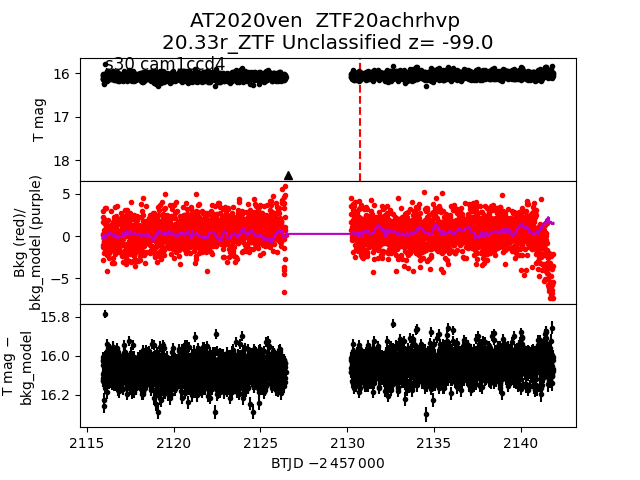 AT2020ven  ZTF20achrhvp
20.33r_ZTF Unclassified z= -99.0
s30 cam1ccd4
16
17
18
T mag
5
0
−5
Bkg (red)/
bkg_model (purple)
15.8
16.0
16.2
T mag −
bkg_model
2115
2120
2125
2130
2135
2140
BTJD −2 457 000